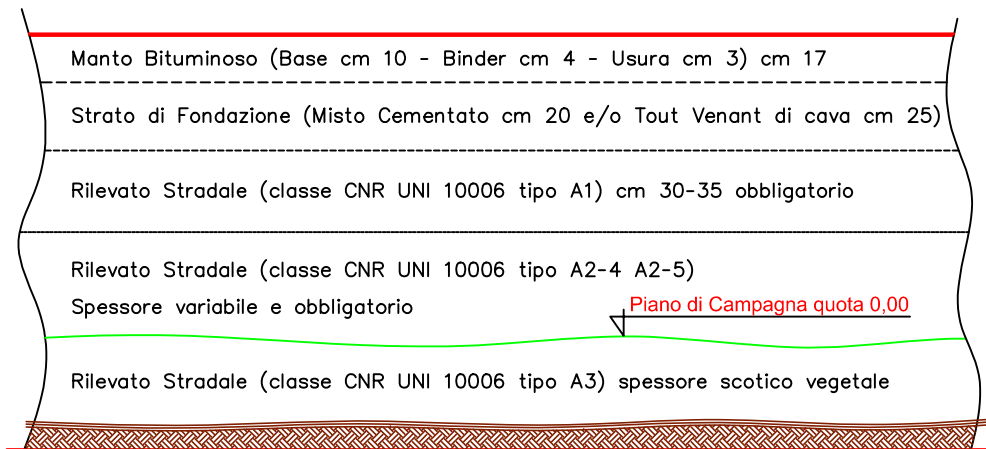 Manto Bituminoso (Base cm 10 - Binder cm 4 - Usura cm 3) cm 17
Strato di Fondazione (Misto Cementato cm 20 e/o Tout Venant di cava cm 25)
Rilevato Stradale (classe CNR UNI 10006 tipo A1) cm 30-35 obbligatorio
Rilevato Stradale (classe CNR UNI 10006 tipo A2-4 A2-5)
Spessore variabile e obbligatorio
Piano di Campagna quota 0,00
Rilevato Stradale (classe CNR UNI 10006 tipo A3) spessore scotico vegetale